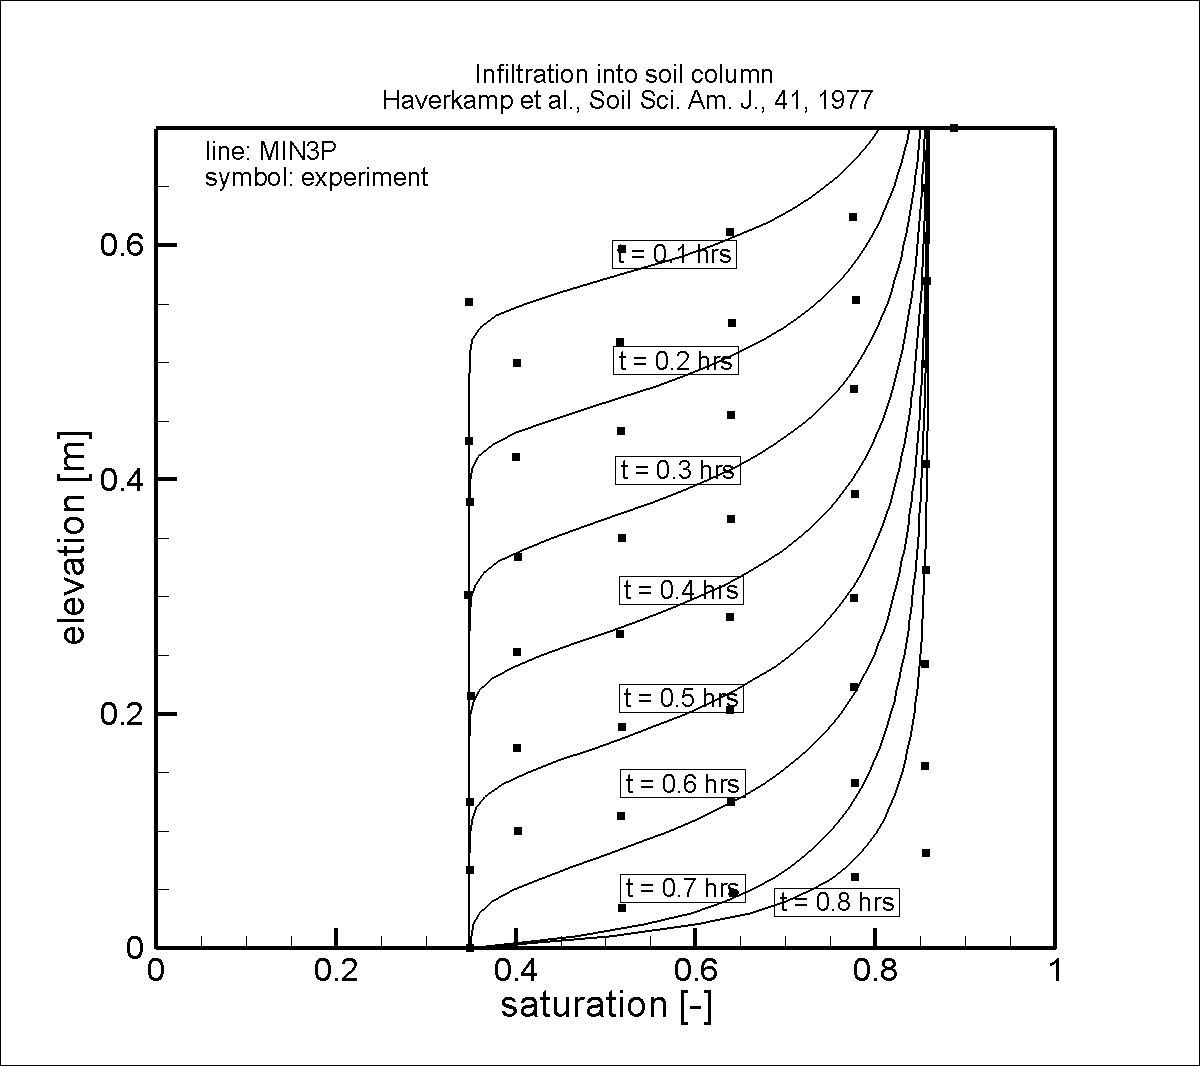 Infiltration into soil column
Haverkamp et al., Soil Sci. Am. J., 41, 1977
line: MIN3P
symbol: experiment
0.6
t = 0.1 hrs
t = 0.2 hrs
0.4
t = 0.3 hrs
elevation [m]
t = 0.4 hrs
0.2
t = 0.5 hrs
t = 0.6 hrs
t = 0.7 hrs
t = 0.8 hrs
0
0 0.2 0.4 0.6 0.8 1
saturation [-]